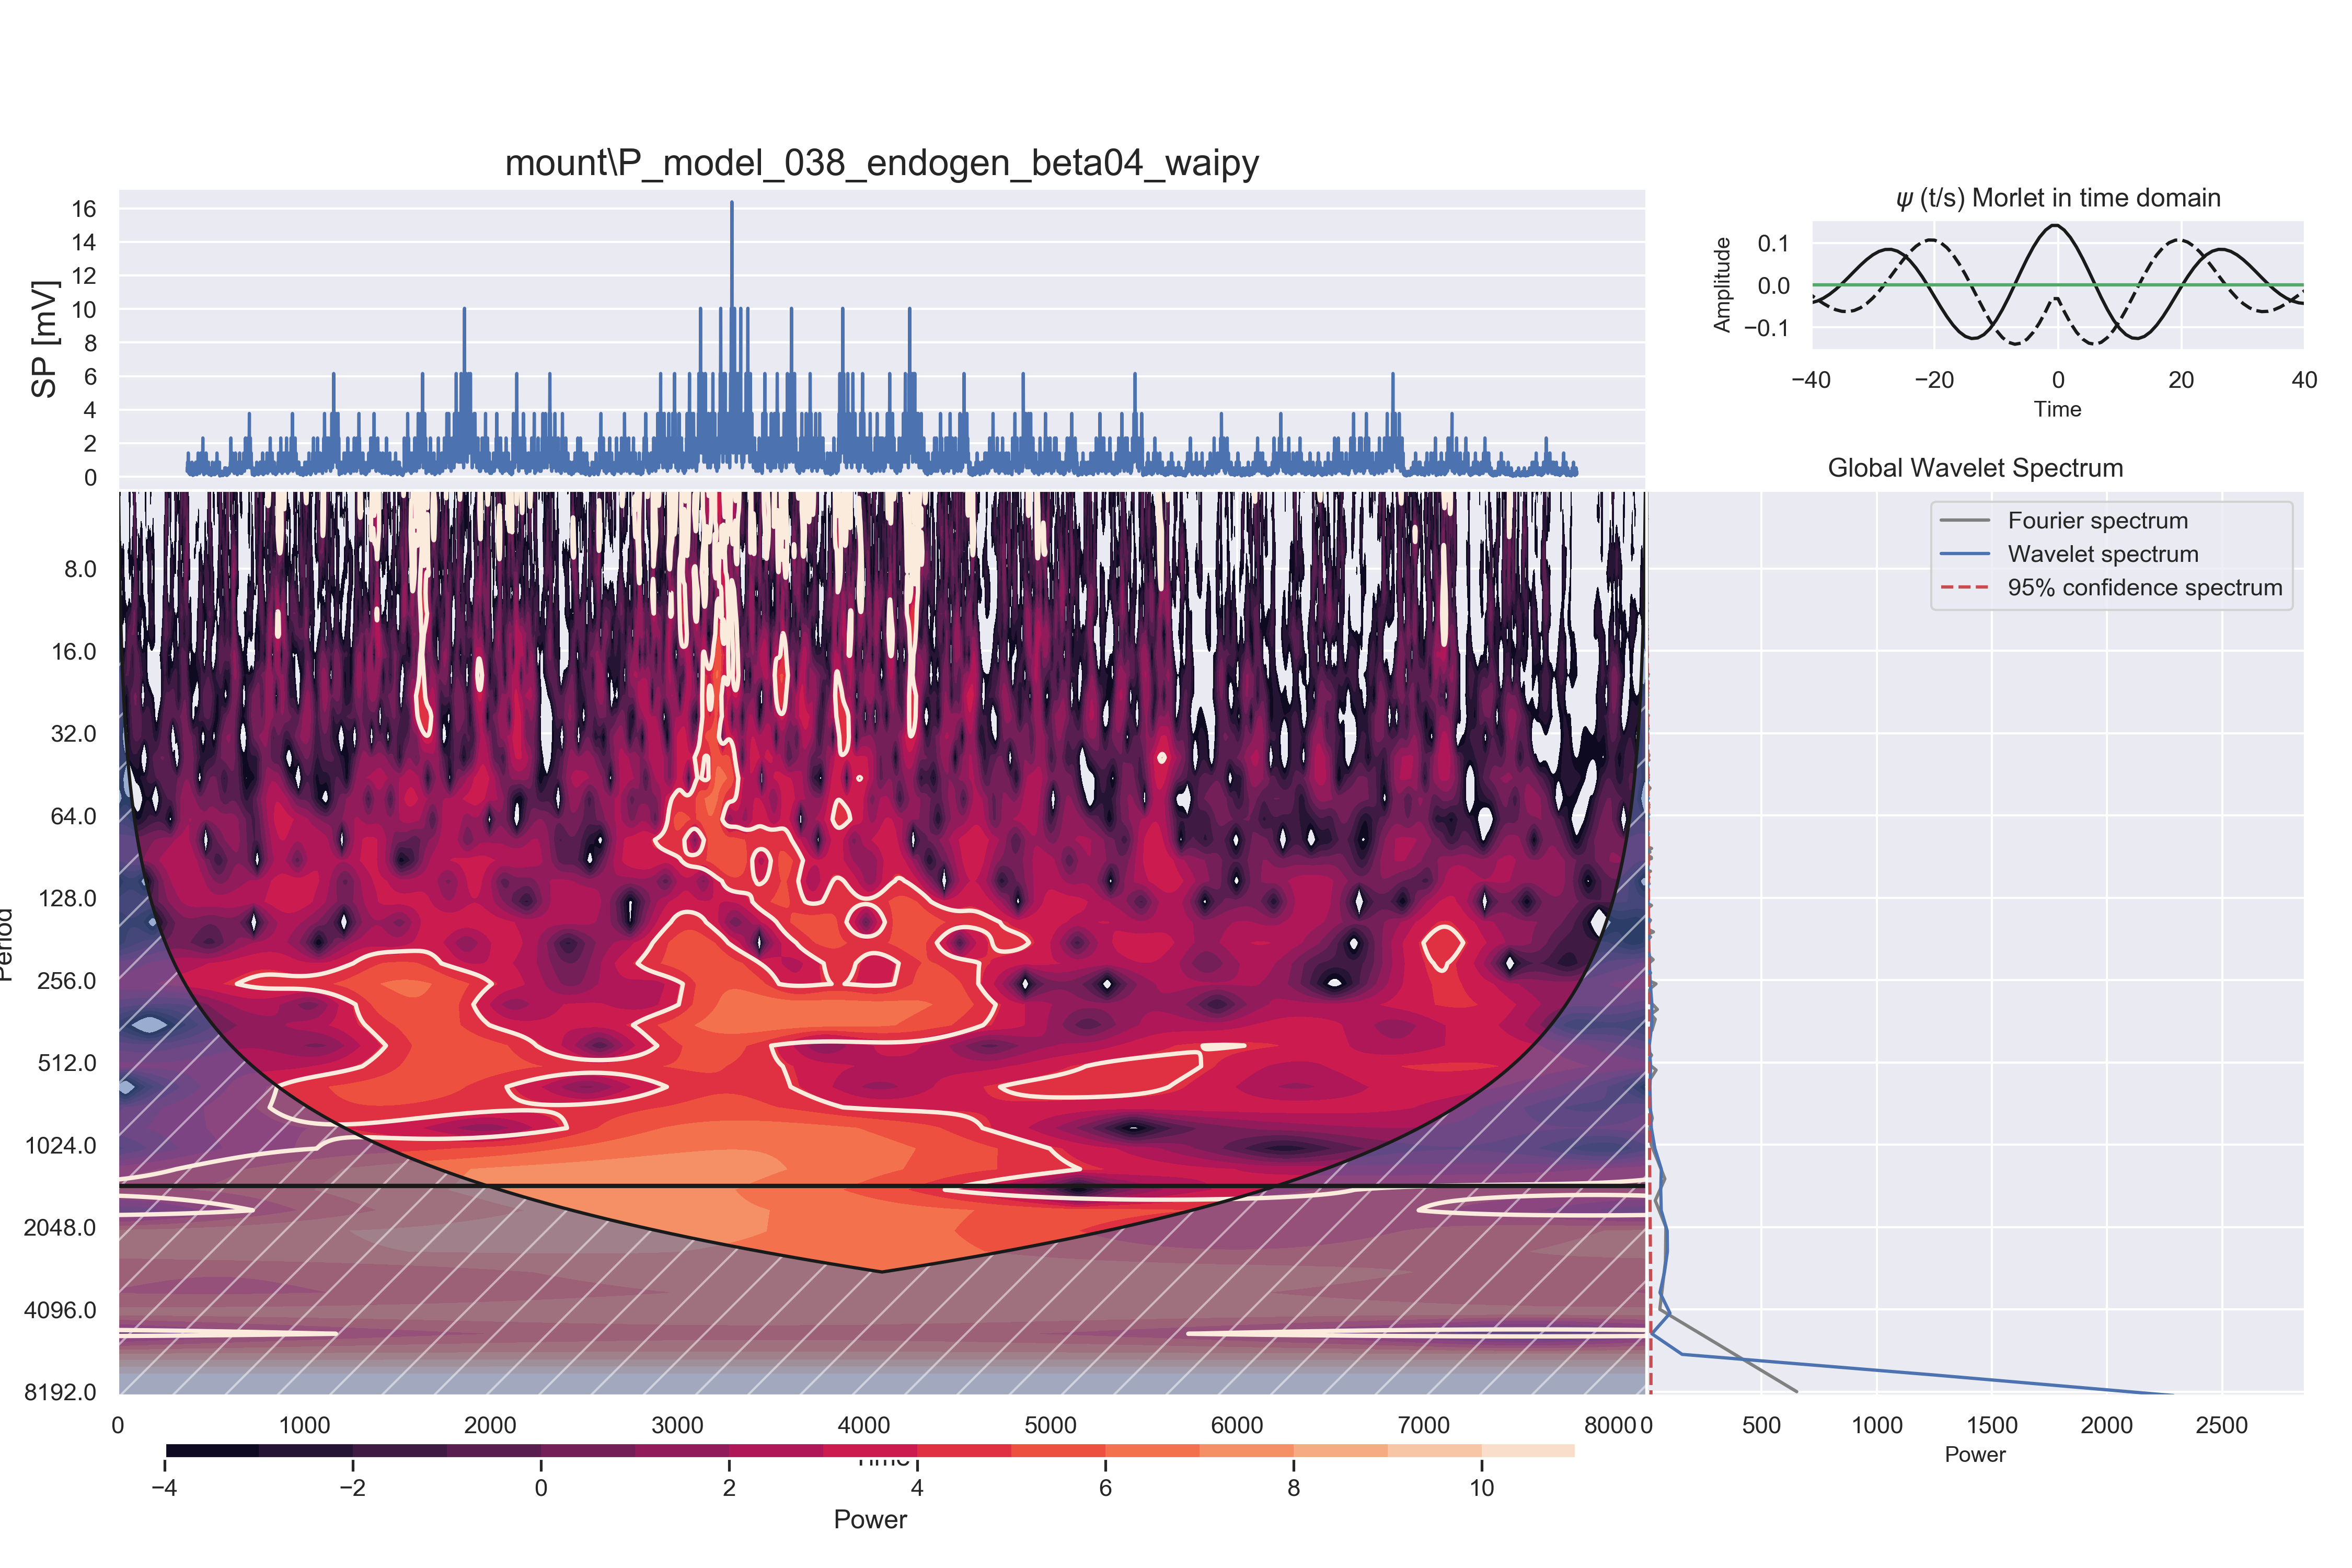 mount\P_model_038_endogen_beta04_waipy
SP [mV]
16
14
12
10
8
6
4
2
0
ψ (t/s) Morlet in time domain
Amplitude
0.1
0.0
−0.1
−40 −20 0 20 40
Time
Global Wavelet Spectrum
Fourier spectrum
Wavelet spectrum
95% confidence spectrum
Period
8.0
16.0
32.0
64.0
128.0
256.0
512.0
1024.0
2048.0
4096.0
8192.0
0 1000 2000 3000 4000 5000 6000 7000 8000
0 500 1000 1500 2000 2500
Power
Time
−4 −2 0 2 4 6 8 10
Power